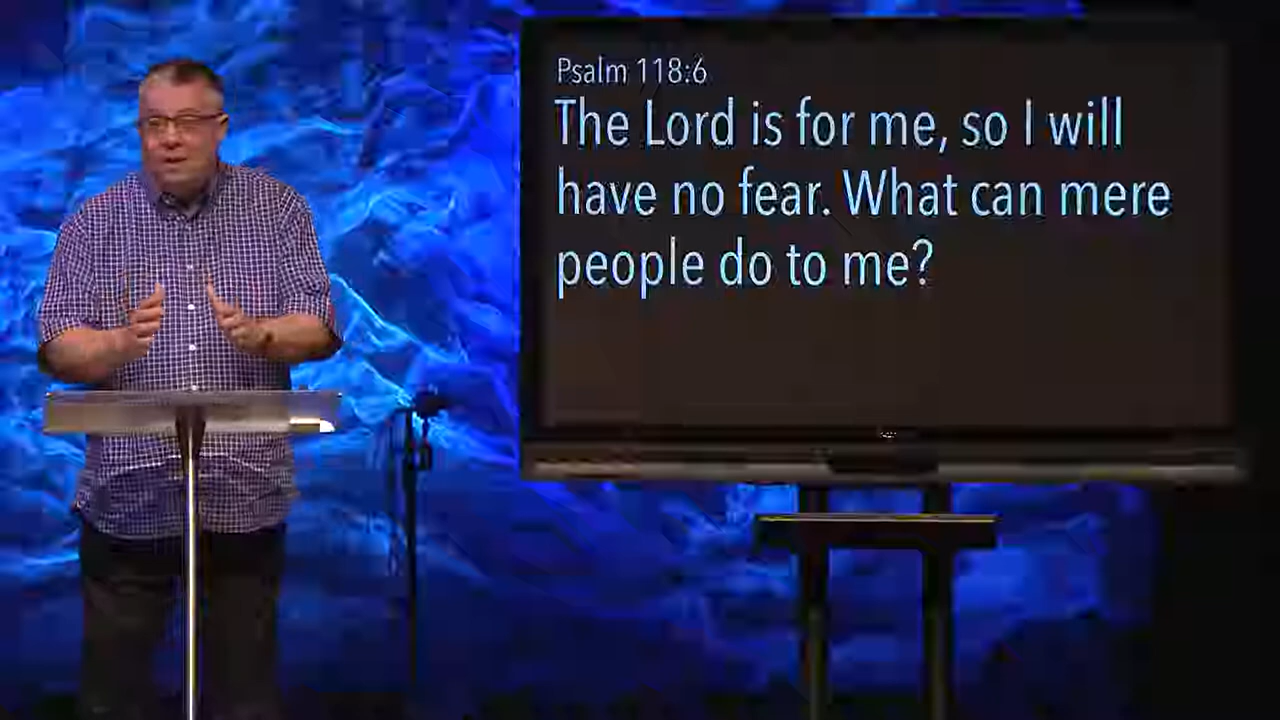 Psalm 118:6
The Lord is for me, so I will
have no fear. What can mere
people do to me?